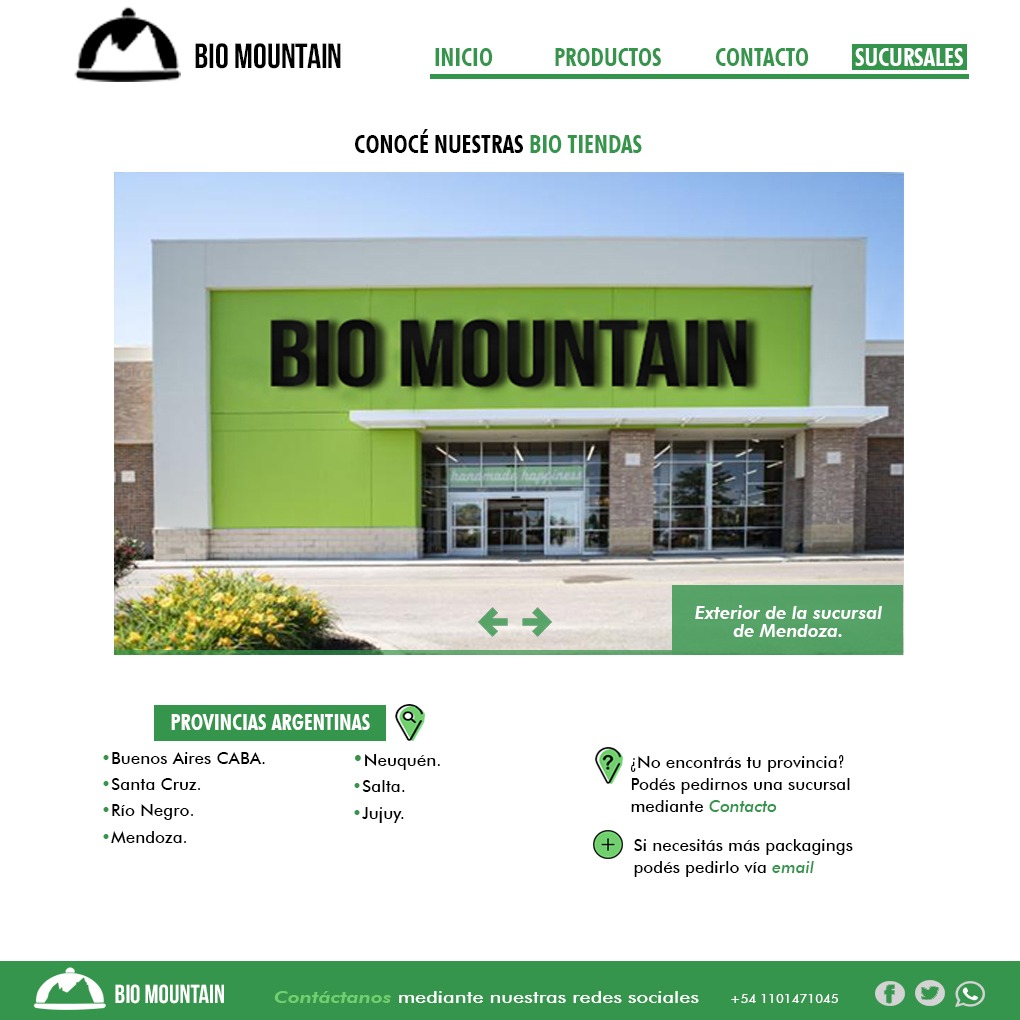 BIO MOUNTAIN
INICIO PRODUCTOS CONTACTO SUCURSALES
CONOCÉ NUESTRAS BIO TIENDAS
BIO MOUNTAIN
handmade happiness
Exterior de la sucursal
de Mendoza.
PROVINCIAS ARGENTINAS
•Buenos Aires CABA.
•Santa Cruz.
•Río Negro.
•Mendoza.
•Neuquén.
•Salta.
•Jujuy.
?
¿No encontrás tu provincia?
Podés pedirnos una sucursal
mediante Contacto
Si necesitás más packagings
podés pedirlo vía email
BIO MOUNTAIN
Contáctanos mediante nuestras redes sociales
+54 1101471045